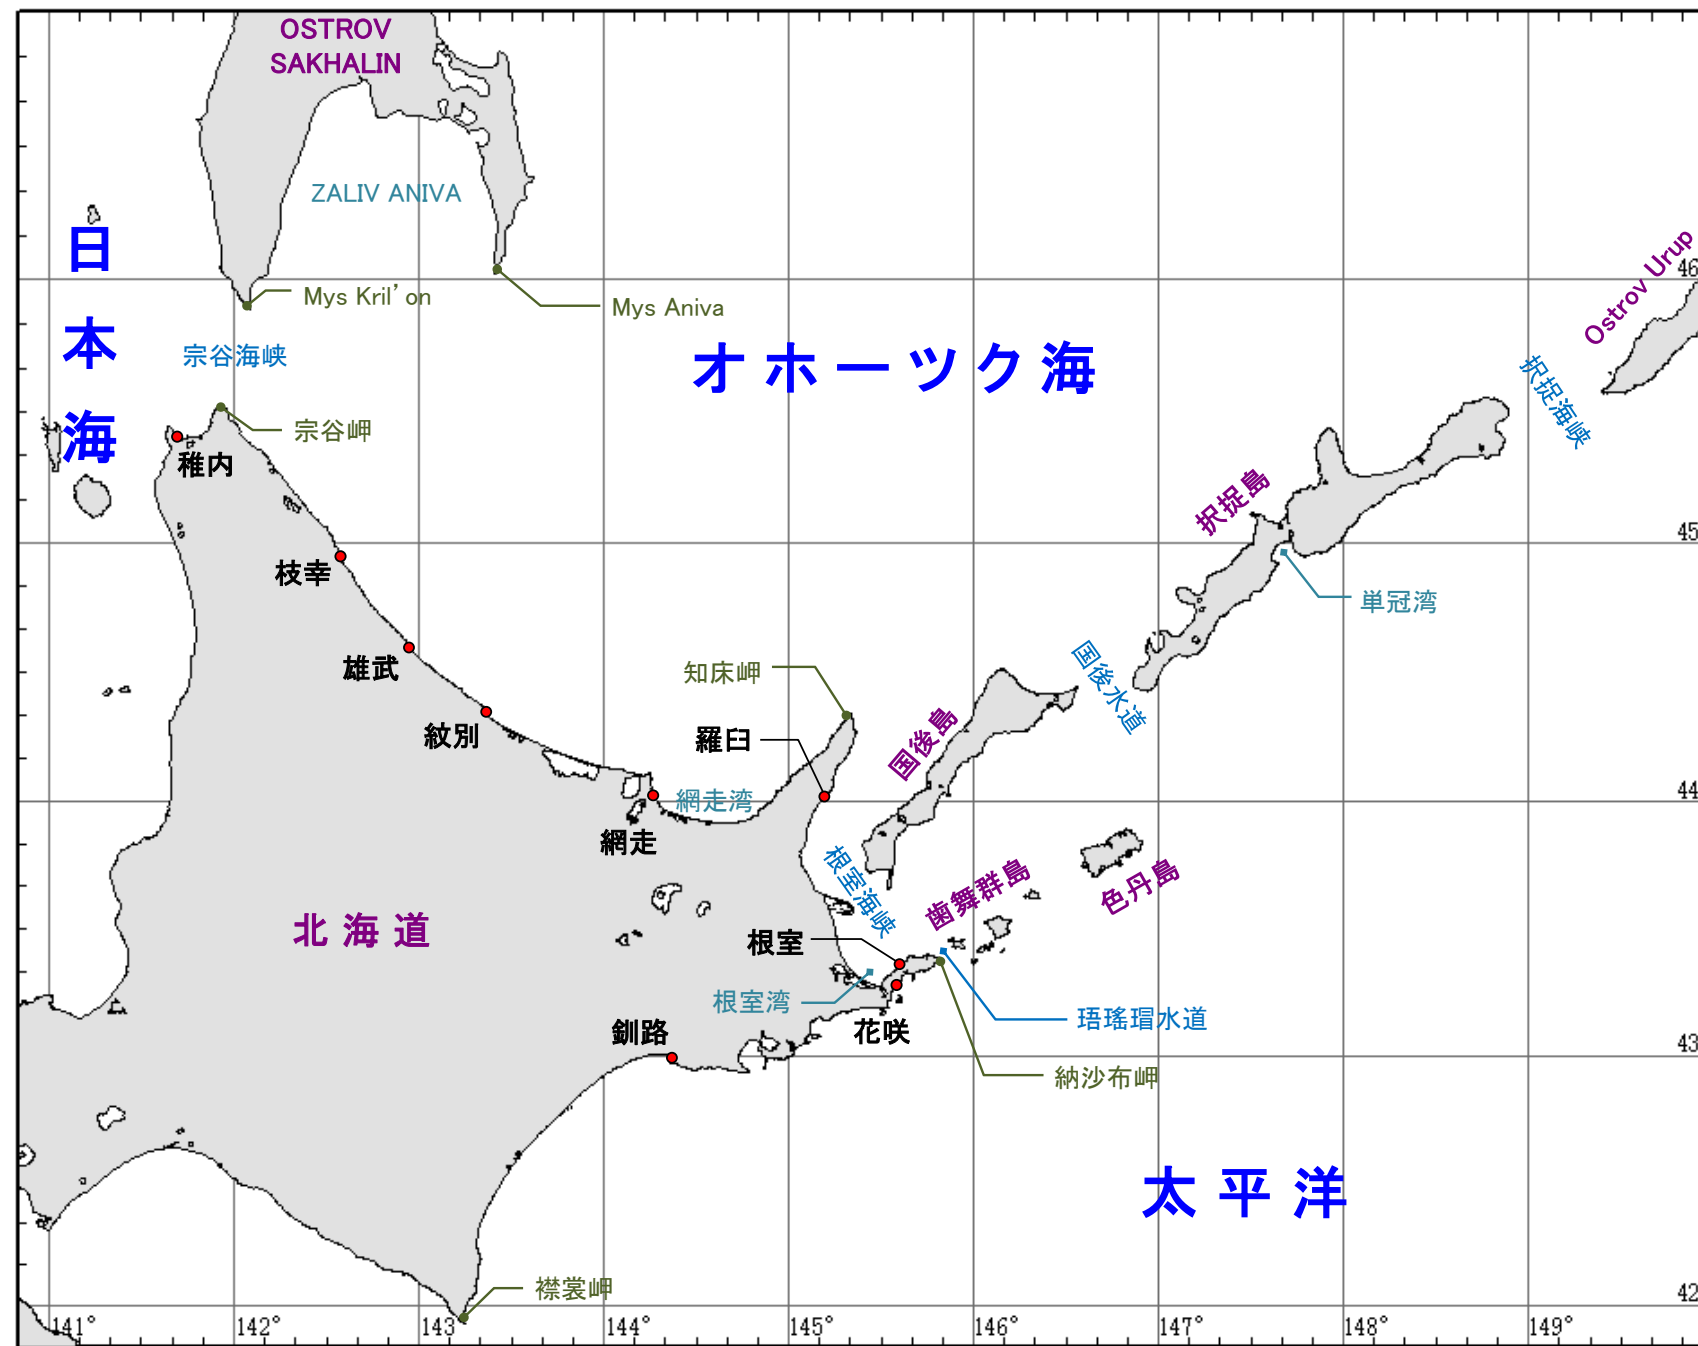 OSTROV
SAKHALIN
ZALIV ANIVA
日本海
Mys Kril'on
Mys Aniva
Ostrov Urup
46
宗谷海峡
オホーツク海
択捉海峡
宗谷岬
稚内
択捉島
45
枝幸
単冠湾
雄武
知床岬
国後水道
紋別
羅臼
国後島
網走湾
44
網走
根室海峡
歯舞群島
色丹島
北海道
根室
根室湾
珸瑤瑁水道
釧路
花咲
43
納沙布岬
太平洋
襟裳岬
42
141°
142°
143°
144°
145°
146°
147°
148°
149°